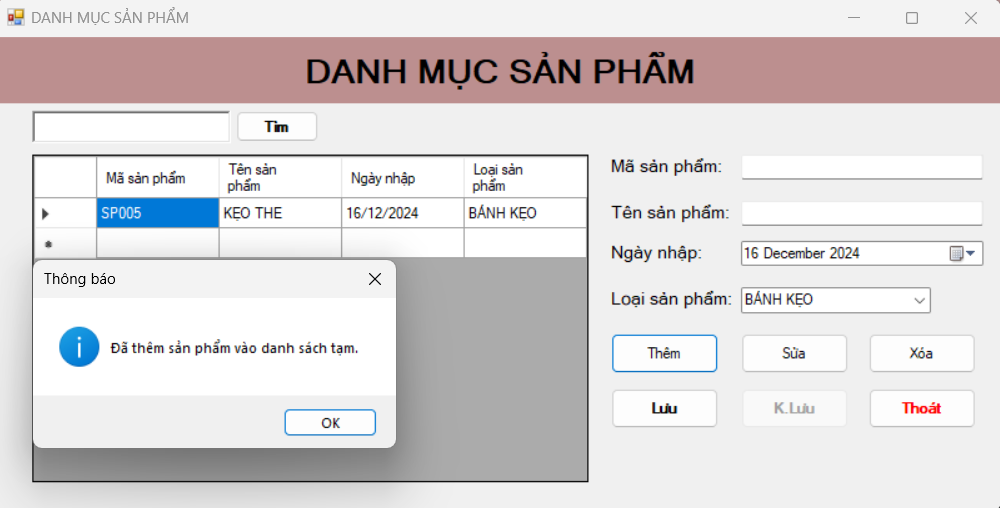 DANH MỤC SẢN PHẨM
DANH MỤC SẢN PHẨM
Tìm
Mã sản phẩm
Tên sản phẩm
Ngày nhập
Loại sản phẩm
SP005
KẸO THE
16/12/2024
BÁNH KẸO
Thông báo
Đã thêm sản phẩm vào danh sách tạm.
OK
Mã sản phẩm:
Tên sản phẩm:
Ngày nhập:
16 December 2024
Loại sản phẩm:
BÁNH KẸO
Thêm
Sửa
Xóa
Lưu
K.Lưu
Thoát